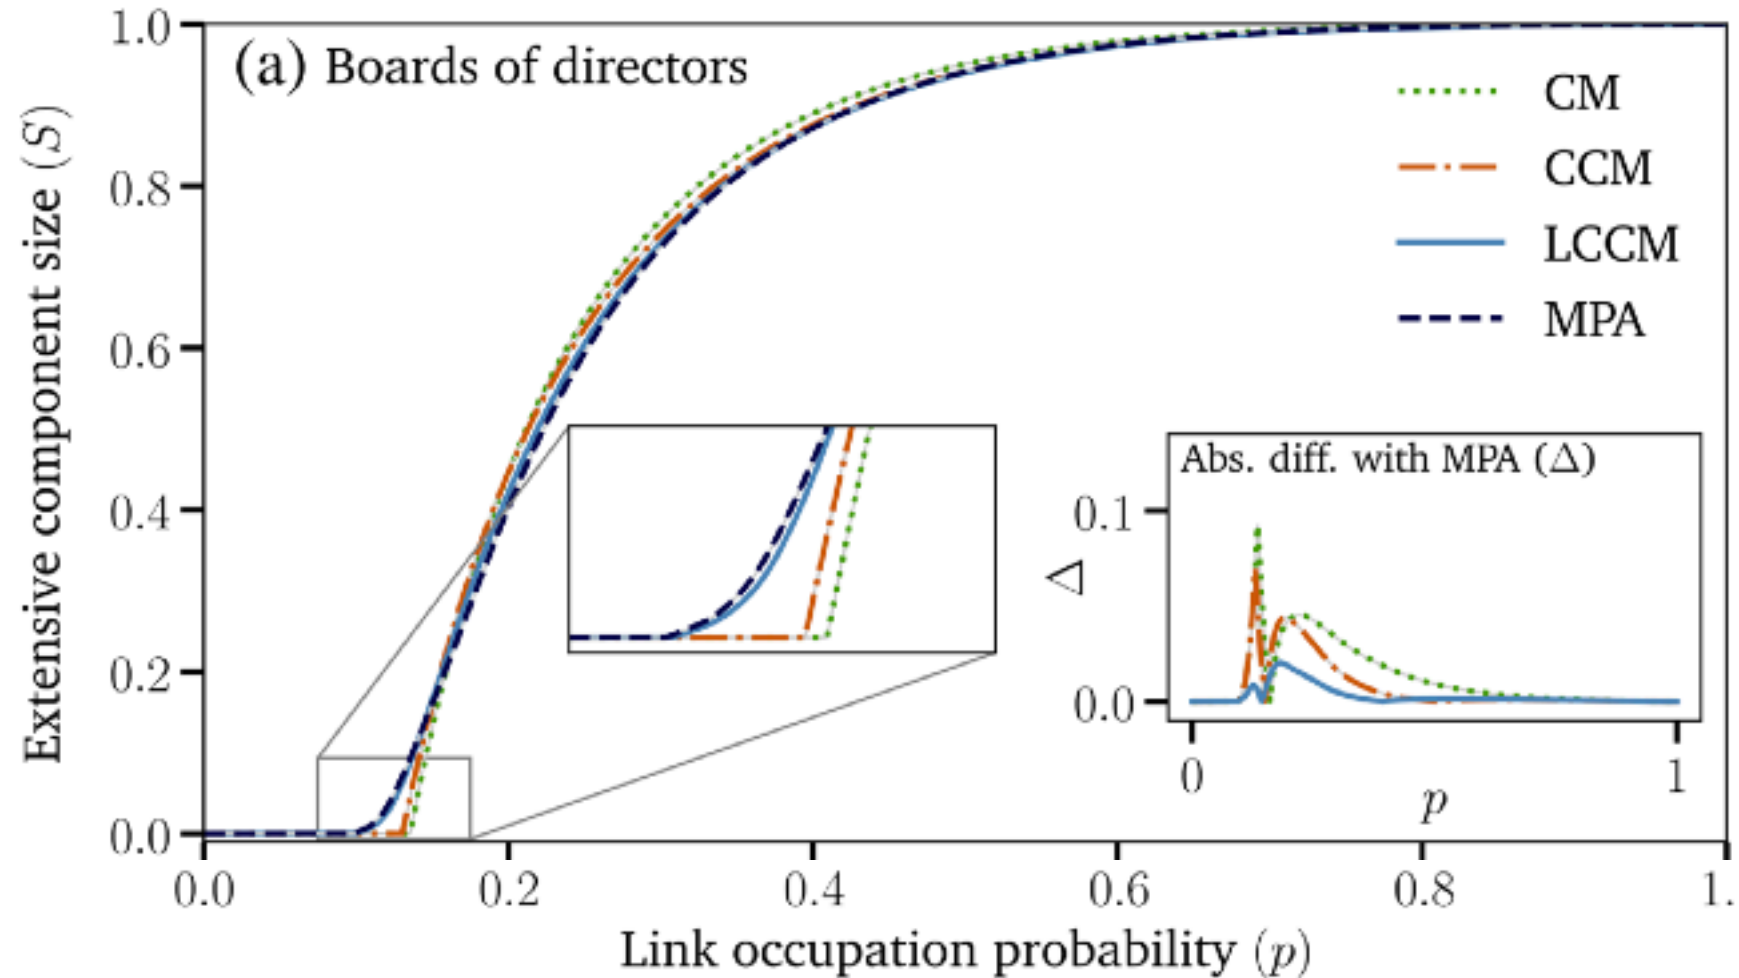 (a) Boards of directors
Extensive component size (S)
1.0
0.8
0.6
0.4
0.2
0.0
CM
CCM
LCCM
MPA
Abs. diff. with MPA (Δ)
Δ
0.1
0.0
0 1
p
0.0 0.2 0.4 0.6 0.8 1.
Link occupation probability (p)